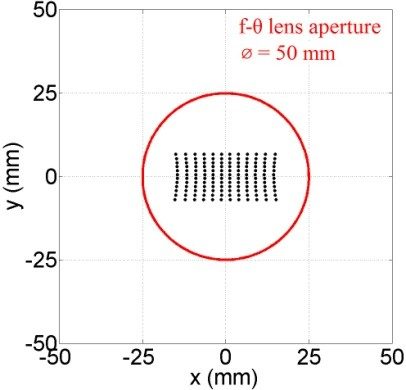 50
f-θ lens aperture
⌀ = 50 mm
25
y (mm)
0
-25
-50
-50 -25 0 25 50
x (mm)